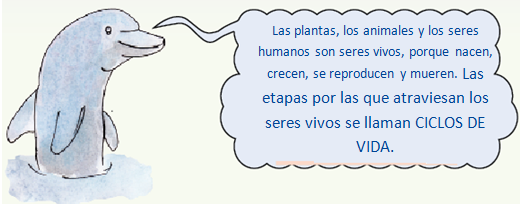 Las plantas, los animales y los seres
humanos son seres vivos, porque nacen,
crecen, se reproducen y mueren. Las
etapas por las que atraviesan los
seres vivos se llaman CICLOS DE
VIDA.